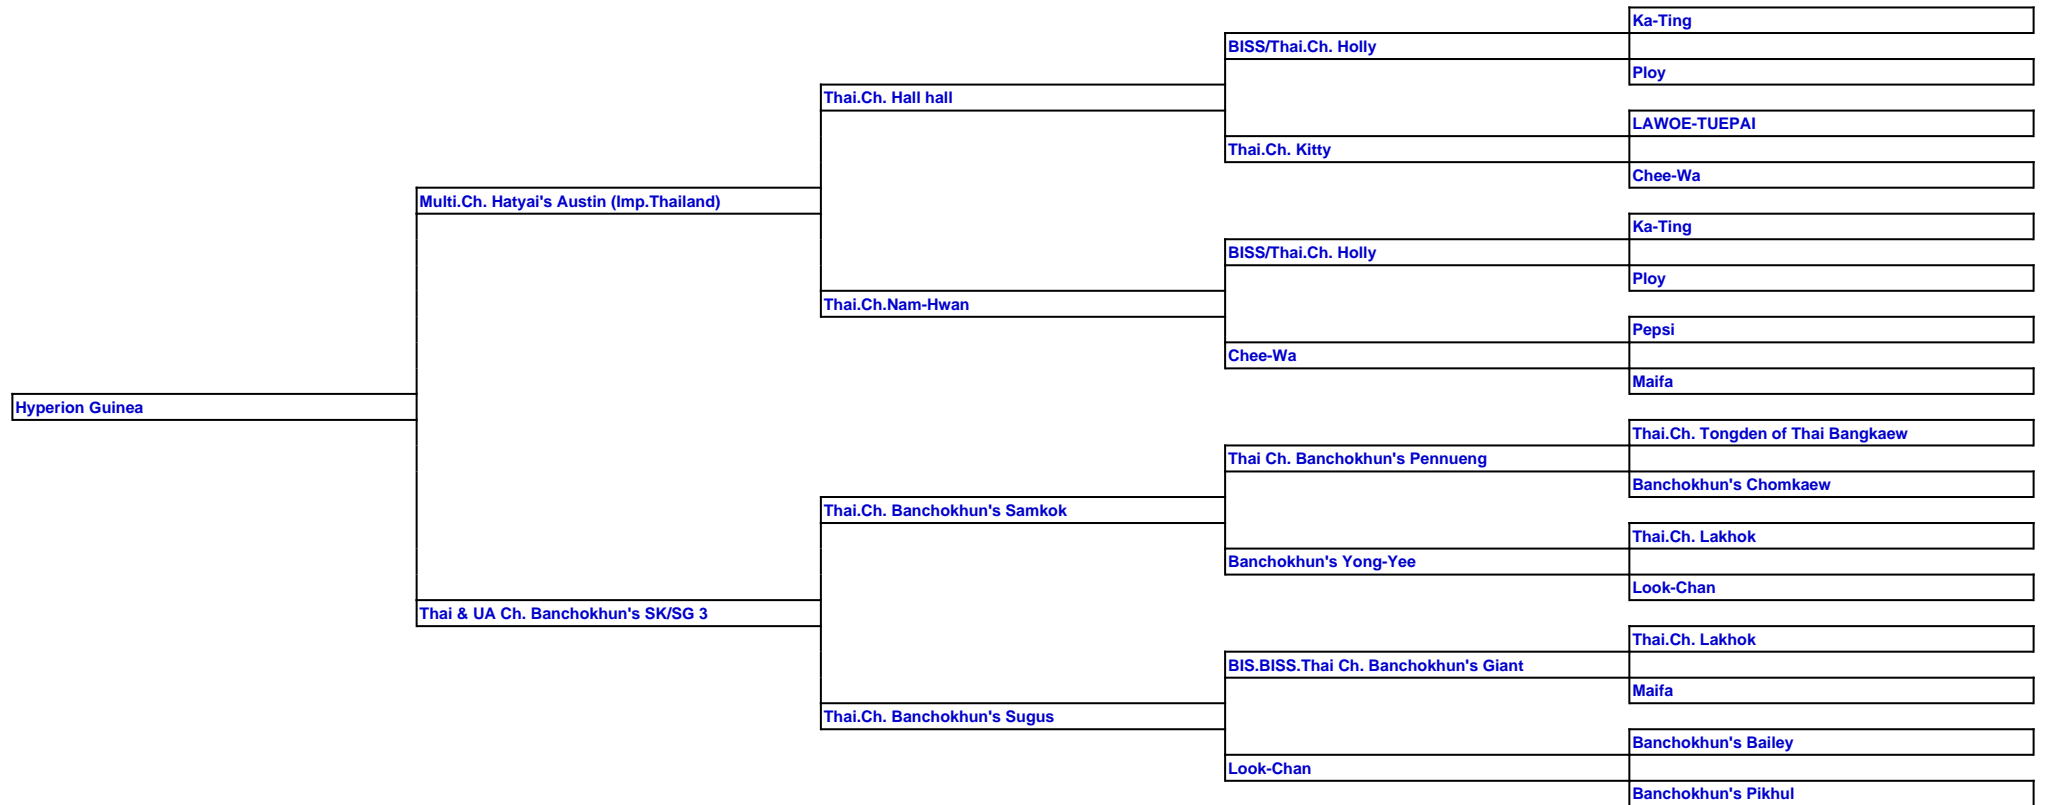 Ka-Ting
BISS/Thai.Ch. Holly
Ploy
Thai.Ch. Hall hall
LAWOE-TUEPAI
Thai.Ch. Kitty
Chee-Wa
Multi.Ch. Hatyai's Austin (Imp.Thailand)
Ka-Ting
BISS/Thai.Ch. Holly
Ploy
Thai.Ch.Nam-Hwan
Pepsi
Chee-Wa
Maifa
Hyperion Guinea
Thai.Ch. Tongden of Thai Bangkaew
Thai Ch. Banchokhun's Pennueng
Banchokhun's Chomkaew
Thai.Ch. Banchokhun's Samkok
Thai.Ch. Lakhok
Banchokhun's Yong-Yee
Look-Chan
Thai & UA Ch. Banchokhun's SK/SG 3
Thai.Ch. Lakhok
BIS.BISS.Thai Ch. Banchokhun's Giant
Maifa
Thai.Ch. Banchokhun's Sugus
Banchokhun's Bailey
Look-Chan
Banchokhun's Pikhul